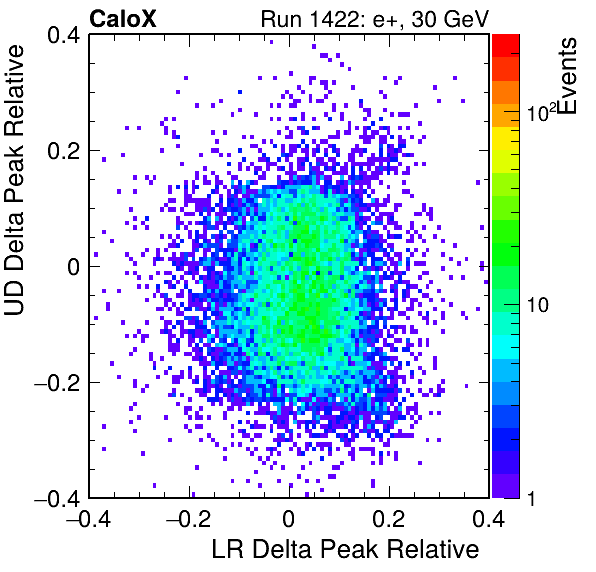 CaloX Run 1422: e+, 30 GeV
UD Delta Peak Relative
0.4
0.2
0
−0.2
−0.4
−0.4 −0.2 0 0.2 0.4
LR Delta Peak Relative
Events
10²
10
1